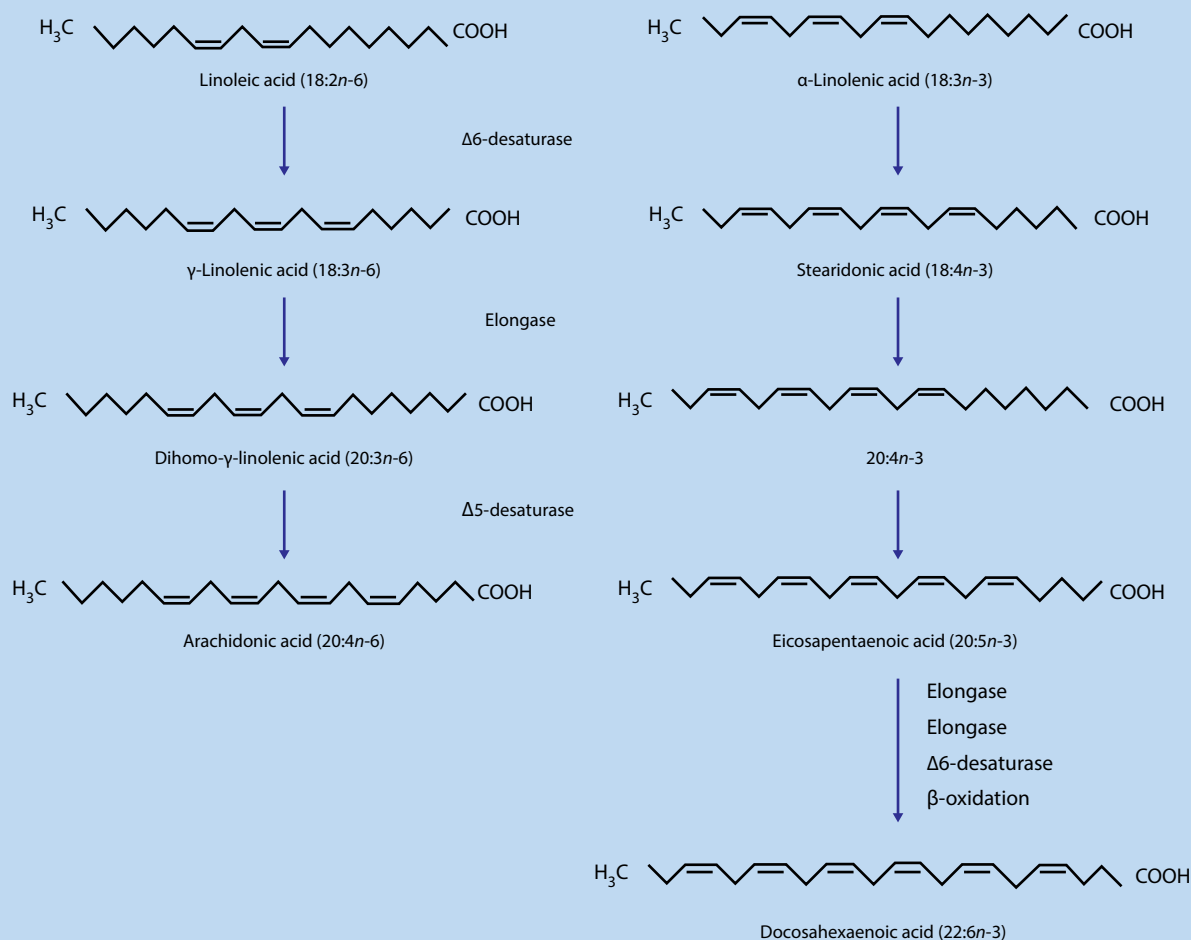 H₃C COOH H₃C COOH
Linoleic acid (18:2n-6) α-Linolenic acid (18:3n-3)
Δ6-desaturase
H₃C COOH H₃C COOH
γ-Linolenic acid (18:3n-6) Stearidonic acid (18:4n-3)
Elongase
H₃C COOH H₃C COOH
Dihomo-γ-linolenic acid (20:3n-6) 20:4n-3
Δ5-desaturase
H₃C COOH H₃C COOH
Arachidonic acid (20:4n-6) Eicosapentaenoic acid (20:5n-3)
Elongase
Elongase
Δ6-desaturase
β-oxidation
H₃C COOH
Docosahexaenoic acid (22:6n-3)